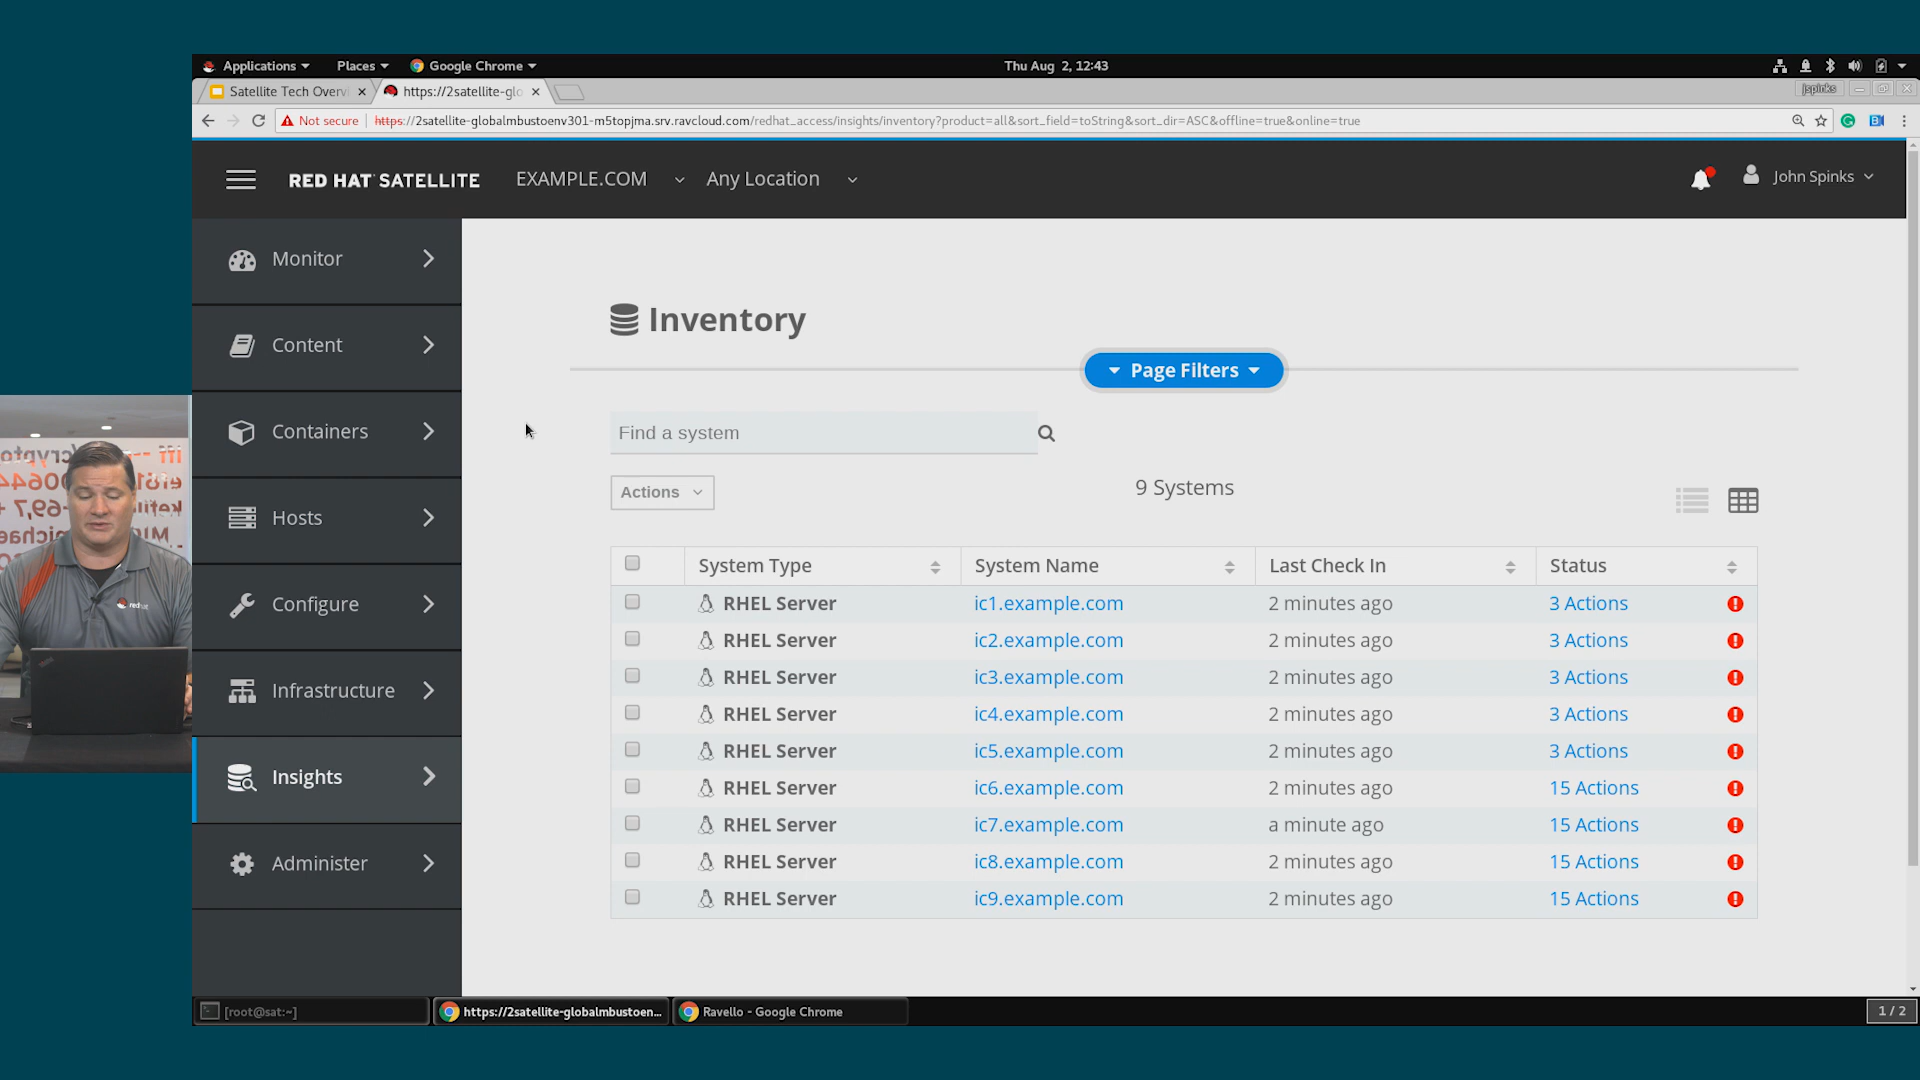 Applications Places Google Chrome Thu Aug 2, 12:43
Satellite Tech Overvi https://2satellite-glo jspinks
Not secure https://2satellite-globalmbustoenv301-m5topjma.srv.ravcloud.com/redhat_access/insights/inventory?product=all&sort_field=toString&sort_dir=ASC&offline=true&online=true
RED HAT SATELLITE EXAMPLE.COM Any Location John Spinks
Monitor
Content
Containers
Hosts
Configure
Infrastructure
Insights
Administer
Inventory
Page Filters
Find a system
Actions 9 Systems
System Type System Name Last Check In Status
RHEL Server ic1.example.com 2 minutes ago 3 Actions
RHEL Server ic2.example.com 2 minutes ago 3 Actions
RHEL Server ic3.example.com 2 minutes ago 3 Actions
RHEL Server ic4.example.com 2 minutes ago 3 Actions
RHEL Server ic5.example.com 2 minutes ago 3 Actions
RHEL Server ic6.example.com 2 minutes ago 15 Actions
RHEL Server ic7.example.com a minute ago 15 Actions
RHEL Server ic8.example.com 2 minutes ago 15 Actions
RHEL Server ic9.example.com 2 minutes ago 15 Actions
redhat
[root@sat:~] https://2satellite-globalmbustoen... Ravello - Google Chrome 1 / 2